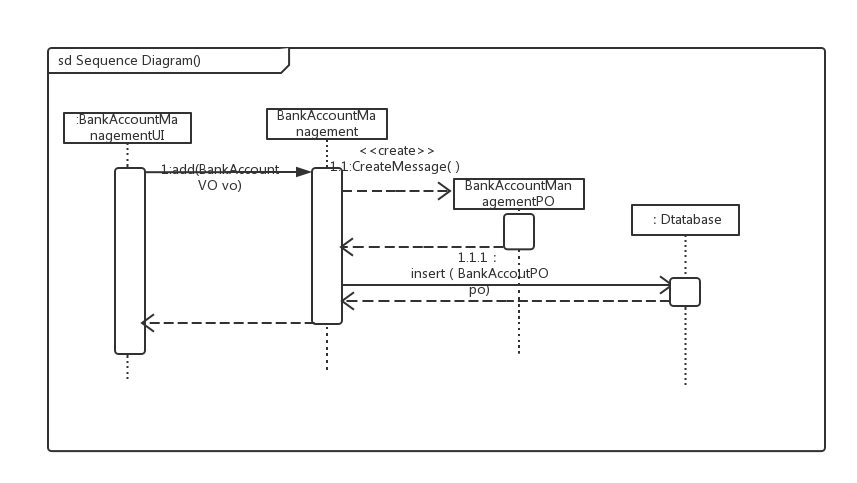 sd Sequence Diagram()
:BankAccountMa
nagementUI
BankAccountMa
nagement
<<create>>
1.1:CreateMessage( )
1:add(BankAccount
VO vo)
BankAccountMan
agementPO
: Dtatabase
1.1.1 :
insert ( BankAccoutPO
po)